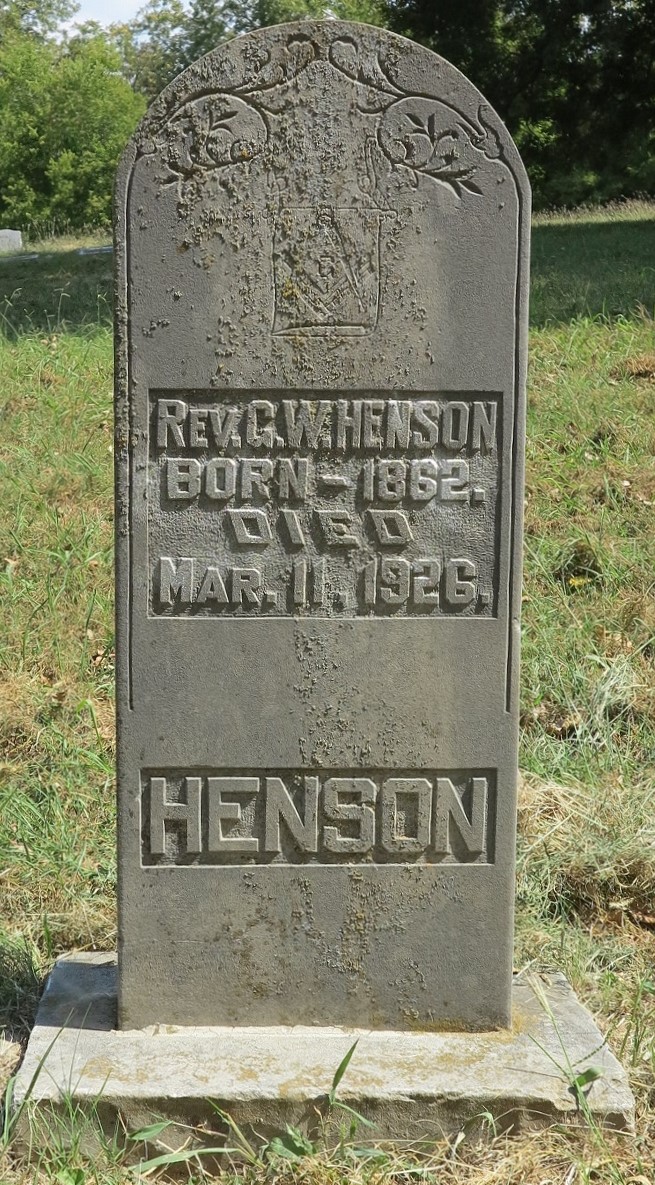 G
REV. G. W. HENSON
BORN - 1862.
DIED
MAR. 11. 1926.
HENSON